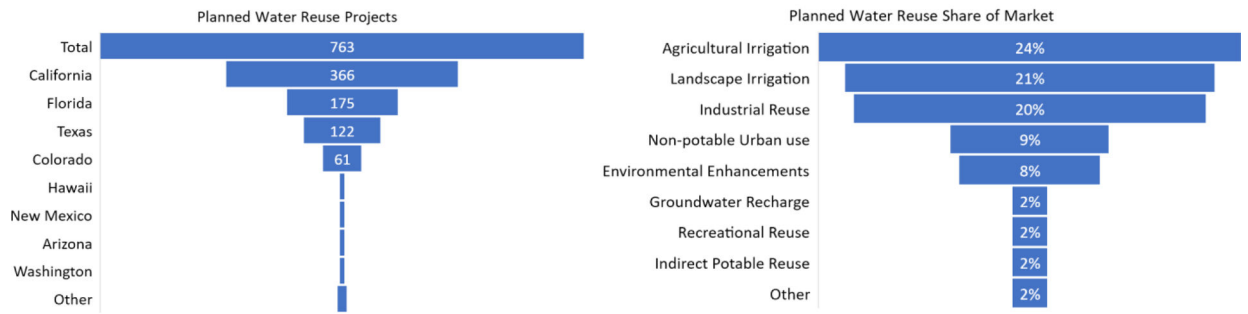 Planned Water Reuse Projects
Total 763
California 366
Florida 175
Texas 122
Colorado 61
Hawaii
New Mexico
Arizona
Washington
Other
Planned Water Reuse Share of Market
Agricultural Irrigation 24%
Landscape Irrigation 21%
Industrial Reuse 20%
Non-potable Urban use 9%
Environmental Enhancements 8%
Groundwater Recharge 2%
Recreational Reuse 2%
Indirect Potable Reuse 2%
Other 2%